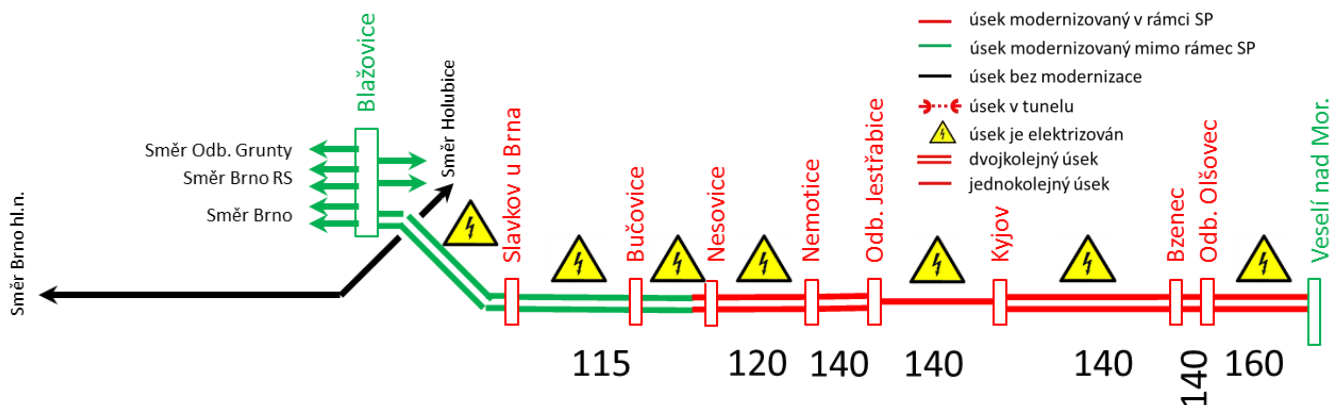 úsek modernizovaný v rámci SP
úsek modernizovaný mimo rámec SP
úsek bez modernizace
úsek v tunelu
úsek je elektrizován
dvojkolejný úsek
jednokolejný úsek
Blažovice
Směr Holubice
Směr Odb. Grunty
Směr Brno RS
Směr Brno
Směr Brno hl.n.
Slavkov u Brna
Bučovice
Nesovice
Nemotice
Odb. Jestřabice
Kyjov
Bzenec
Odb. Olšovec
Veselí nad Mor.
115
120
140
140
140
140
160